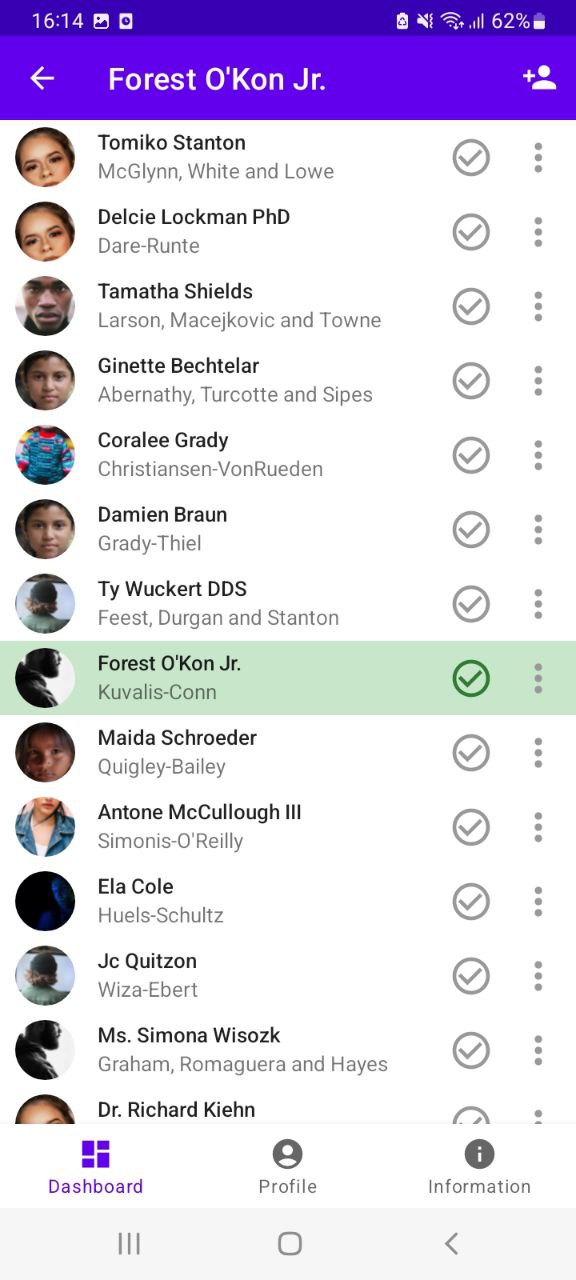 16:14
62%
Forest O'Kon Jr.
Tomiko Stanton
McGlynn, White and Lowe
Delcie Lockman PhD
Dare-Runte
Tamatha Shields
Larson, Macejkovic and Towne
Ginette Bechtelar
Abernathy, Turcotte and Sipes
Coralee Grady
Christiansen-VonRueden
Damien Braun
Grady-Thiel
Ty Wuckert DDS
Feest, Durgan and Stanton
Forest O'Kon Jr.
Kuvalis-Conn
Maida Schroeder
Quigley-Bailey
Antone McCullough III
Simonis-O'Reilly
Ela Cole
Huels-Schultz
Jc Quitzon
Wiza-Ebert
Ms. Simona Wisozk
Graham, Romaguera and Hayes
Dr. Richard Kiehn
Dashboard
Profile
Information